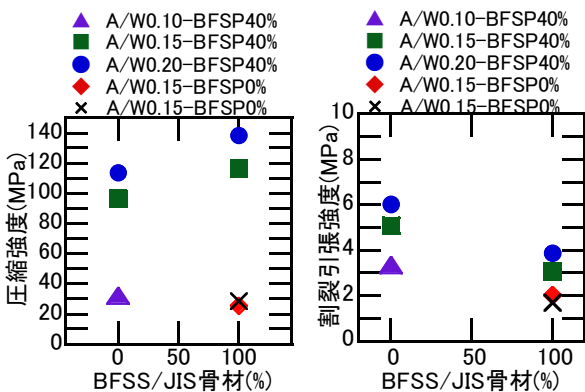 A/W0.10-BFSP40%
A/W0.15-BFSP40%
A/W0.20-BFSP40%
A/W0.15-BFSP0%
A/W0.15-BFSP0%
140
120
100
80
60
40
20
0
圧縮強度(MPa)
0 50 100
BFSS/JIS骨材(%)
A/W0.10-BFSP40%
A/W0.15-BFSP40%
A/W0.20-BFSP40%
A/W0.15-BFSP0%
A/W0.15-BFSP0%
10
8
6
4
2
0
割裂引張強度(MPa)
0 50 100
BFSS/JIS骨材(%)